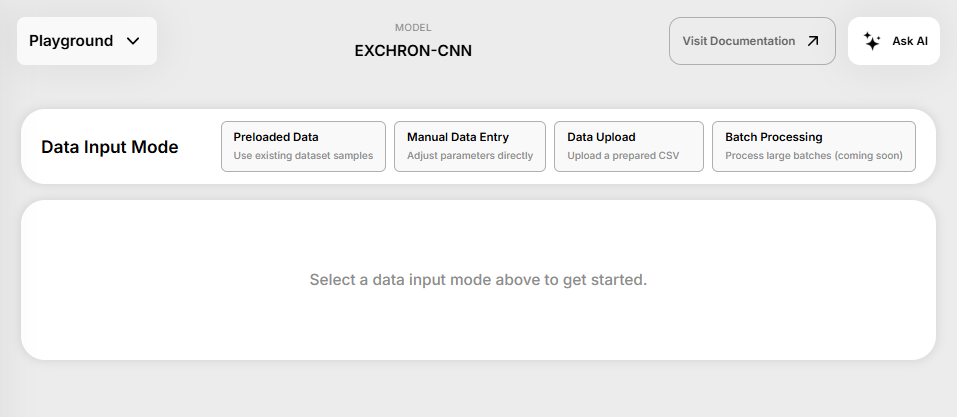 Playground
MODEL
EXCHRON-CNN
Visit Documentation
Ask AI
Data Input Mode
Preloaded Data
Use existing dataset samples
Manual Data Entry
Adjust parameters directly
Data Upload
Upload a prepared CSV
Batch Processing
Process large batches (coming soon)
Select a data input mode above to get started.